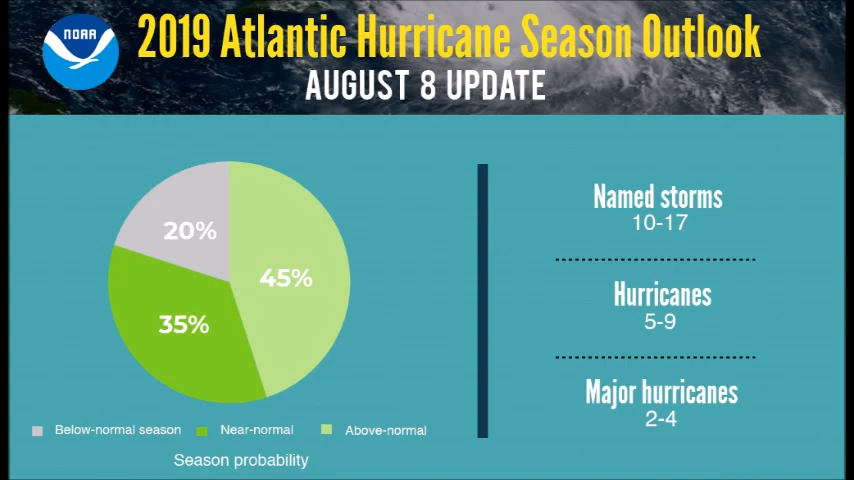 NOAA
2019 Atlantic Hurricane Season Outlook
AUGUST 8 UPDATE
20%
45%
35%
Below-normal season Near-normal Above-normal
Season probability
Named storms
10-17
Hurricanes
5-9
Major hurricanes
2-4